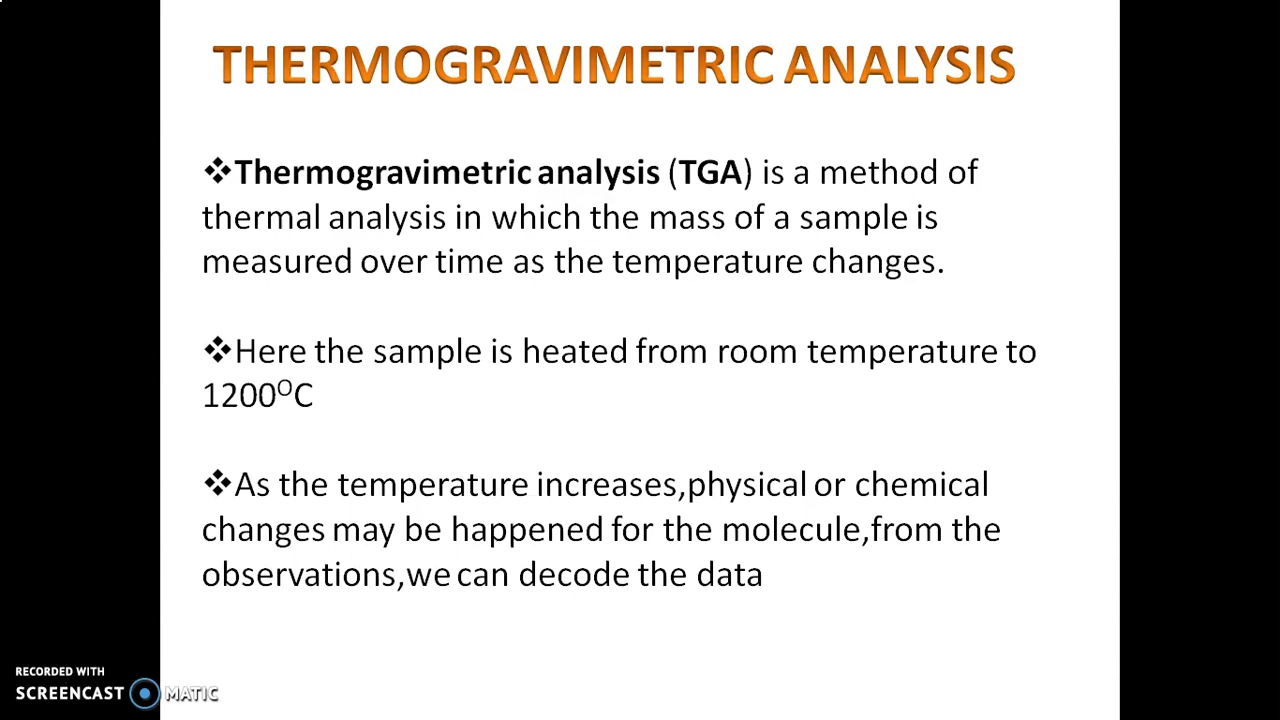 THERMOGRAVIMETRIC ANALYSIS
❖Thermogravimetric analysis (TGA) is a method of
thermal analysis in which the mass of a sample is
measured over time as the temperature changes.
❖Here the sample is heated from room temperature to
1200ᴼC
❖As the temperature increases,physical or chemical
changes may be happened for the molecule,from the
observations,we can decode the data
RECORDED WITH
SCREENCAST MATIC